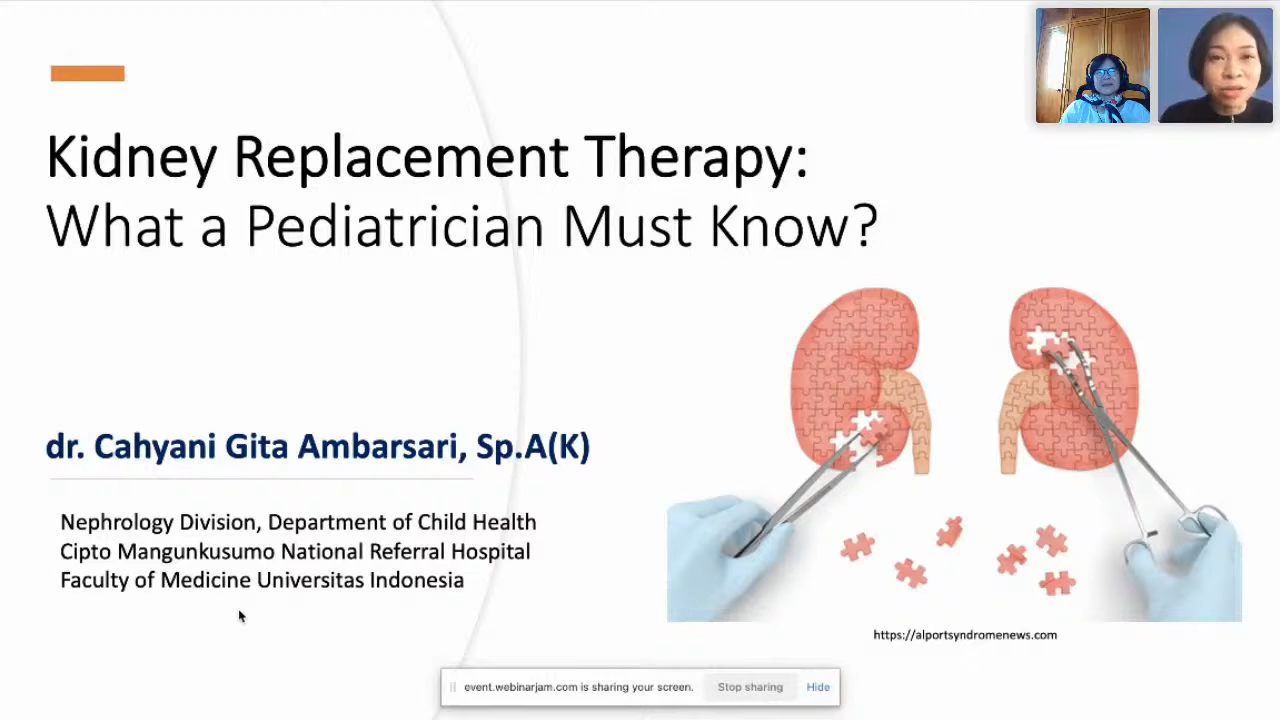 Kidney Replacement Therapy:
What a Pediatrician Must Know?
dr. Cahyani Gita Ambarsari, Sp.A(K)
Nephrology Division, Department of Child Health
Cipto Mangunkusumo National Referral Hospital
Faculty of Medicine Universitas Indonesia
https://alportsyndromenews.com
event.webinarjam.com is sharing your screen. Stop sharing Hide